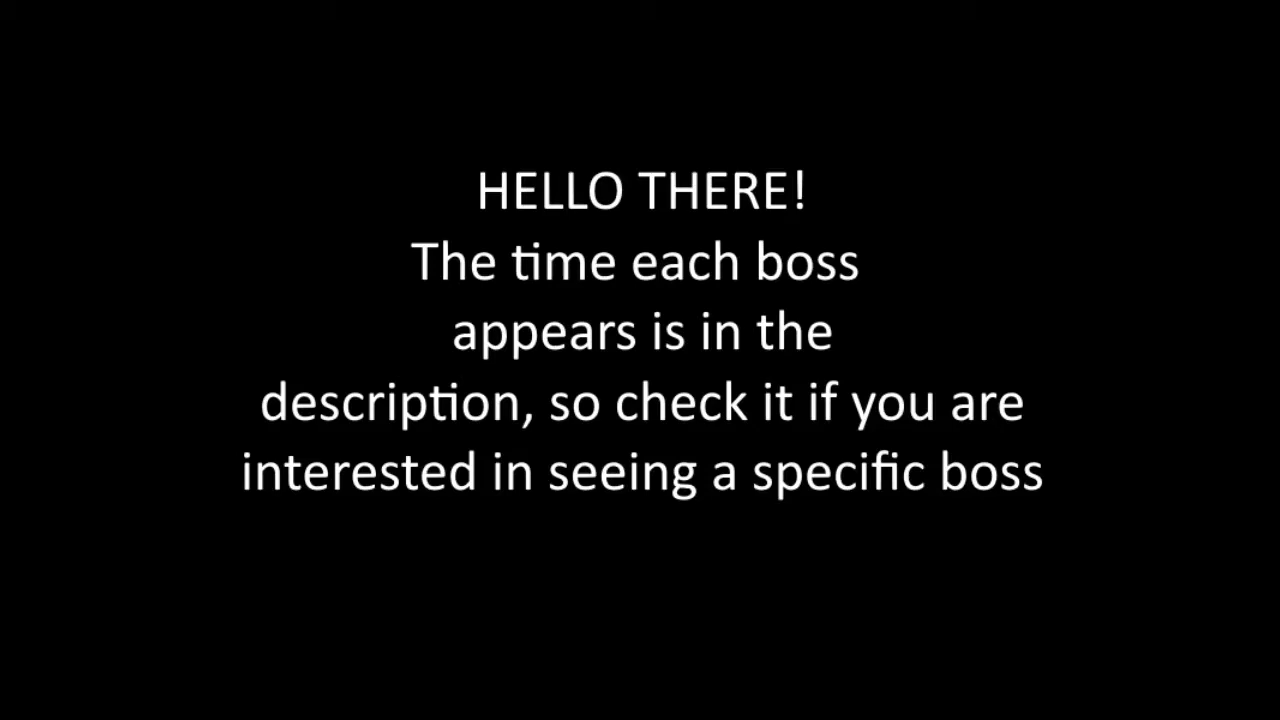 HELLO THERE!
The time each boss
appears is in the
description, so check it if you are
interested in seeing a specific boss